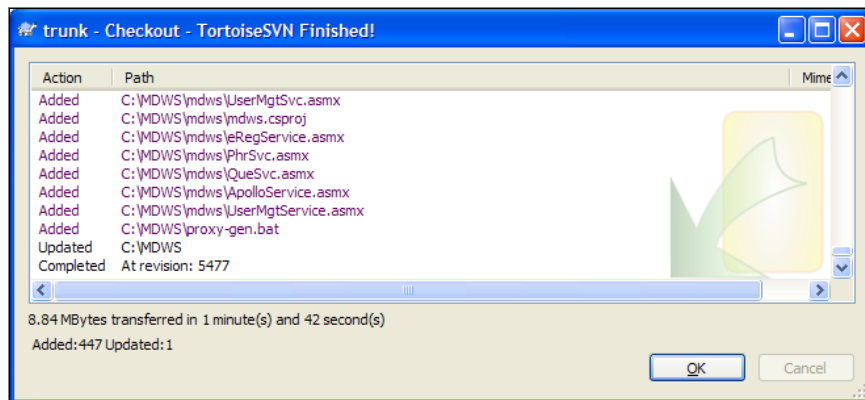 trunk - Checkout - TortoiseSVN Finished!
Action Path Mime
Added C:\MDWS\mdws\UserMgtSvc.asmx
Added C:\MDWS\mdws\mdws.csproj
Added C:\MDWS\mdws\eRegService.asmx
Added C:\MDWS\mdws\PhrSvc.asmx
Added C:\MDWS\mdws\QueSvc.asmx
Added C:\MDWS\mdws\ApolloService.asmx
Added C:\MDWS\mdws\UserMgtService.asmx
Added C:\MDWS\proxy-gen.bat
Updated C:\MDWS
Completed At revision: 5477
8.84 MBytes transferred in 1 minute(s) and 42 second(s)
Added:447 Updated:1
OK Cancel